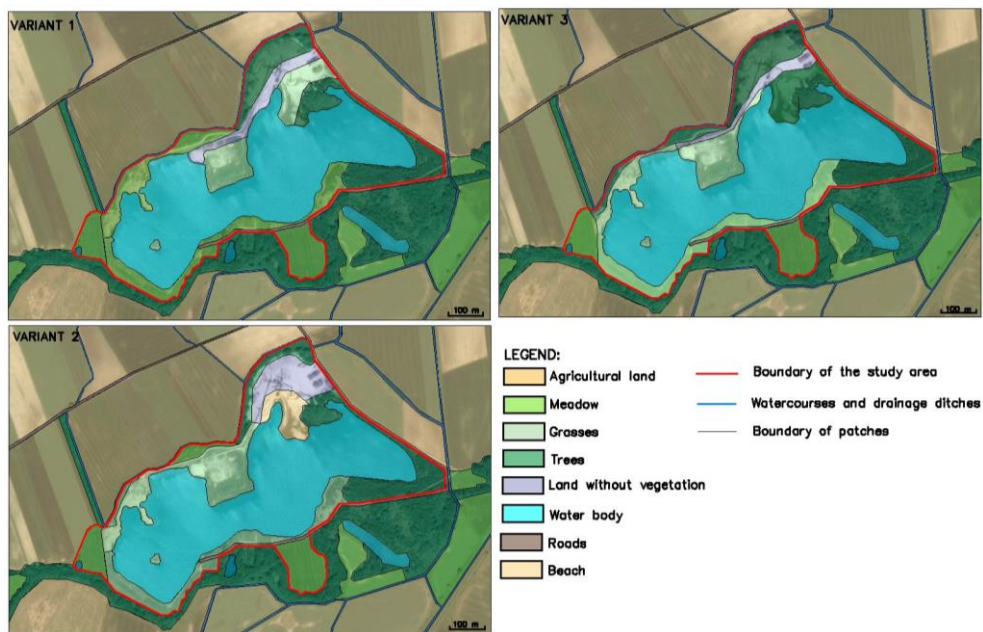 VARIANT 1
100 m
VARIANT 3
100 m
VARIANT 2
100 m
LEGEND:
Agricultural land
Meadow
Grasses
Trees
Land without vegetation
Water body
Roads
Beach
Boundary of the study area
Watercourses and drainage ditches
Boundary of patches